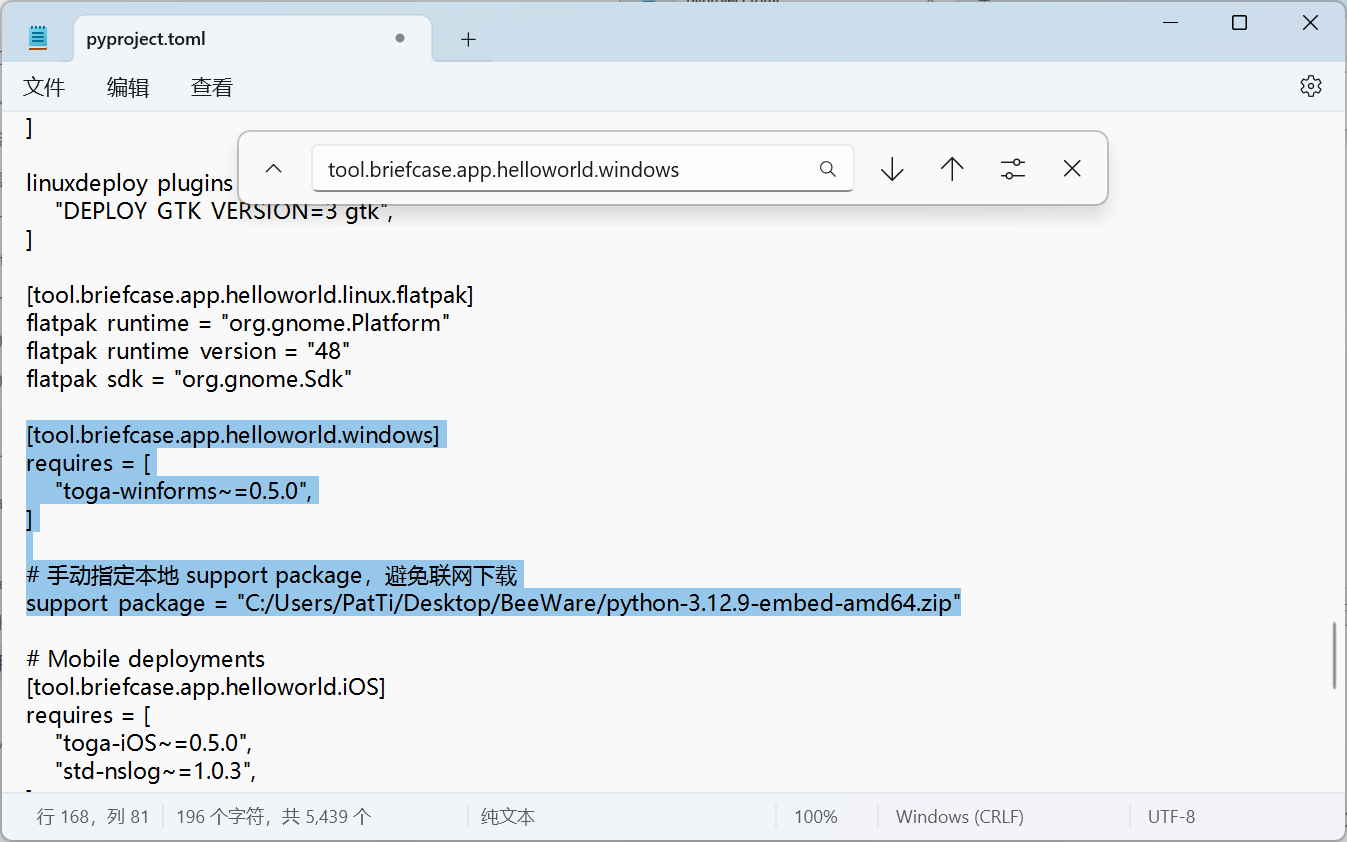 pyproject.toml
文件 编辑 查看
]
tool.briefcase.app.helloworld.windows
linuxdeploy plugins
"DEPLOY GTK VERSION=3 gtk",
]
[tool.briefcase.app.helloworld.linux.flatpak]
flatpak runtime = "org.gnome.Platform"
flatpak runtime version = "48"
flatpak sdk = "org.gnome.Sdk"
[tool.briefcase.app.helloworld.windows]
requires = [
"toga-winforms~=0.5.0",
]
# 手动指定本地 support package，避免联网下载
support package = "C:/Users/PatTi/Desktop/BeeWare/python-3.12.9-embed-amd64.zip"
# Mobile deployments
[tool.briefcase.app.helloworld.iOS]
requires = [
"toga-iOS~=0.5.0",
"std-nslog~=1.0.3",
行 168，列 81 196 个字符，共 5,439 个 纯文本 100% Windows (CRLF) UTF-8